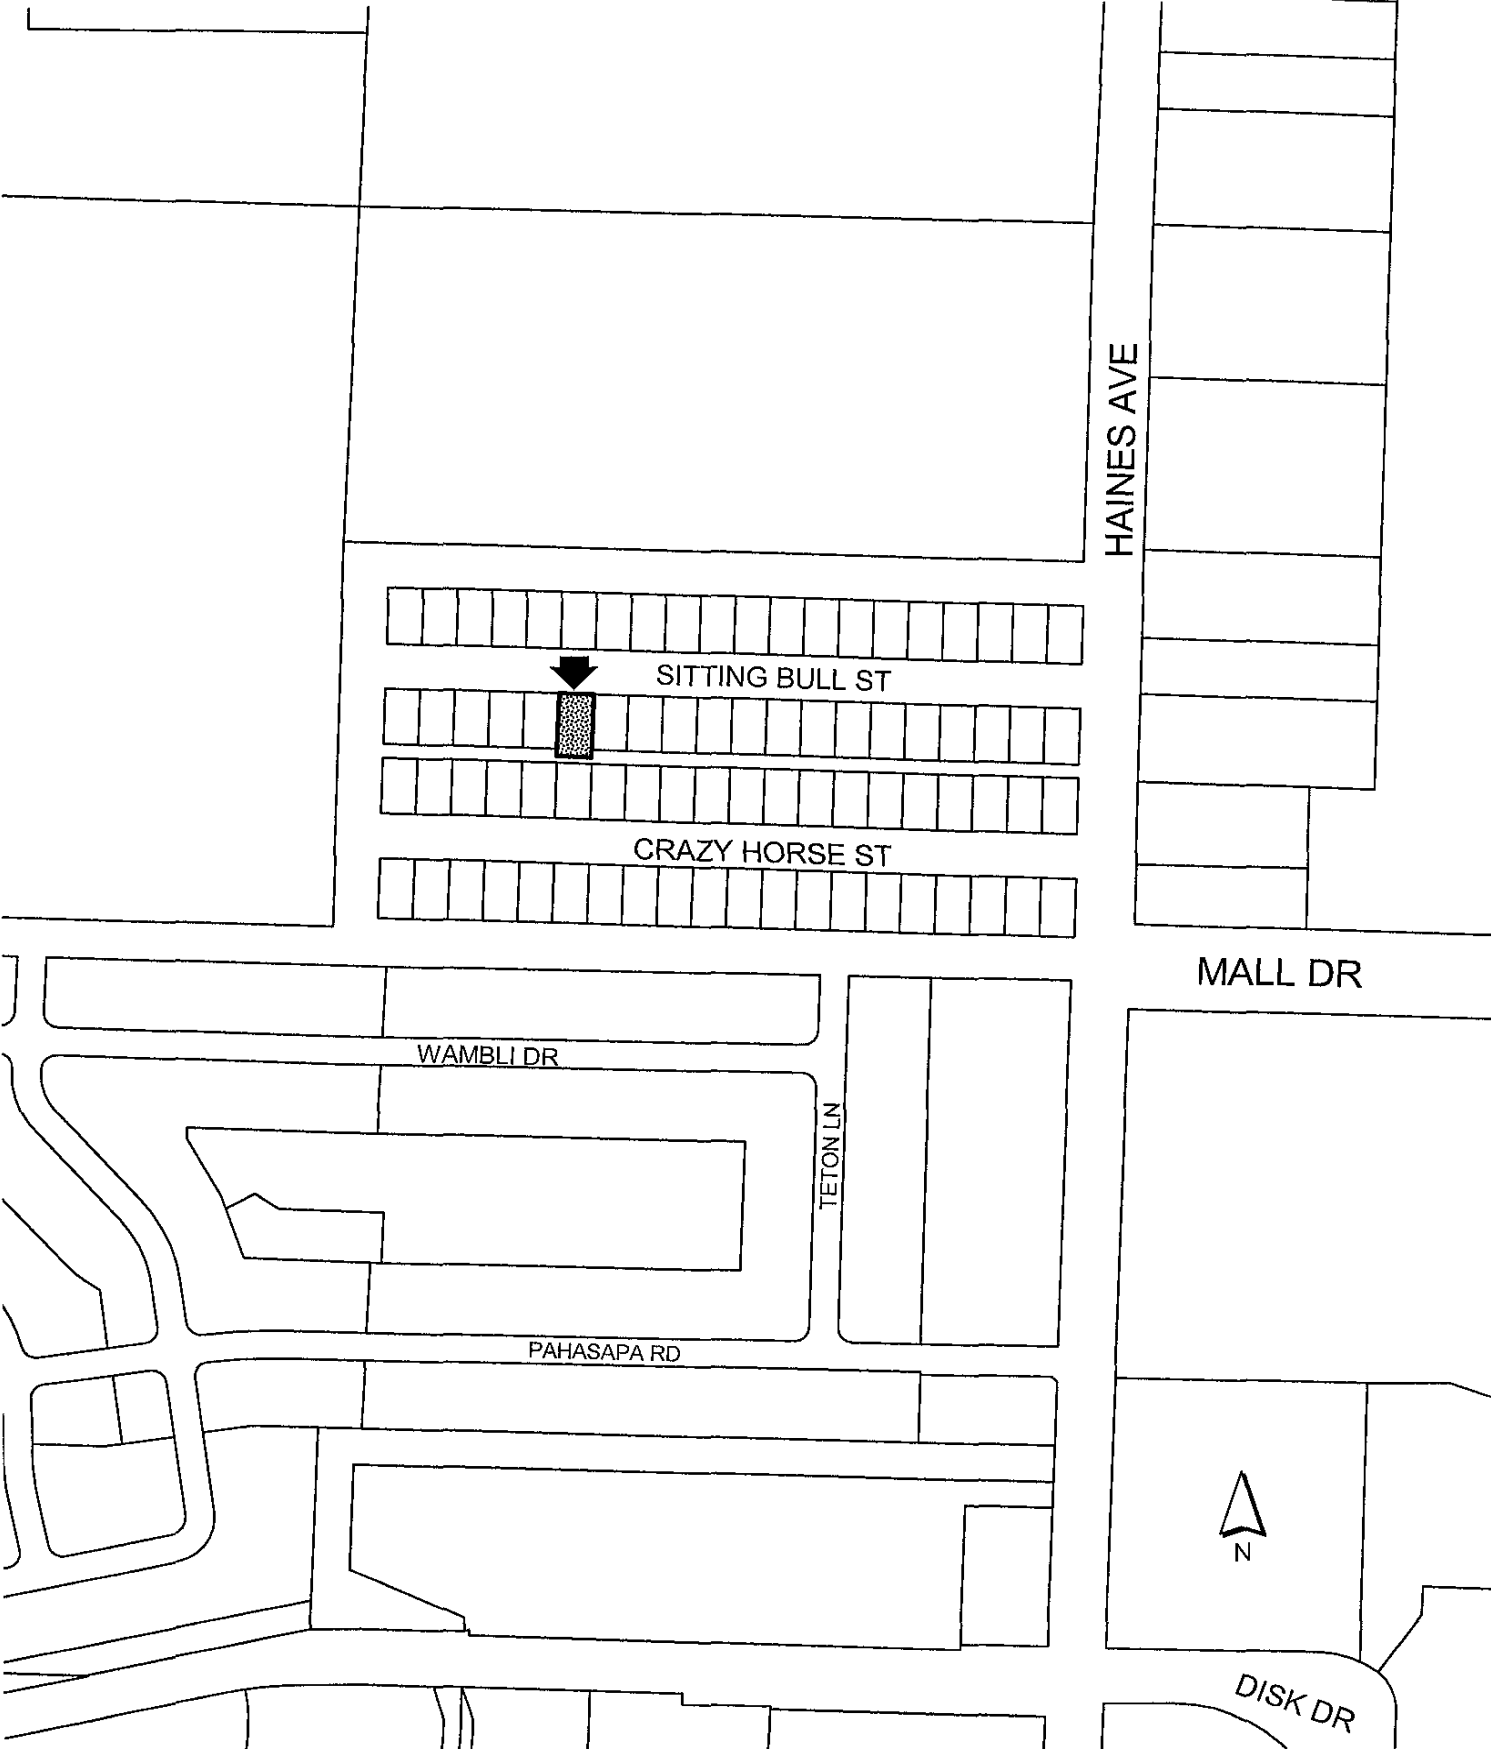 HAINES AVE
SITTING BULL ST
CRAZY HORSE ST
MALL DR
WAMBLI DR
TETON LN
PAHASAPA RD
N
DISK DR